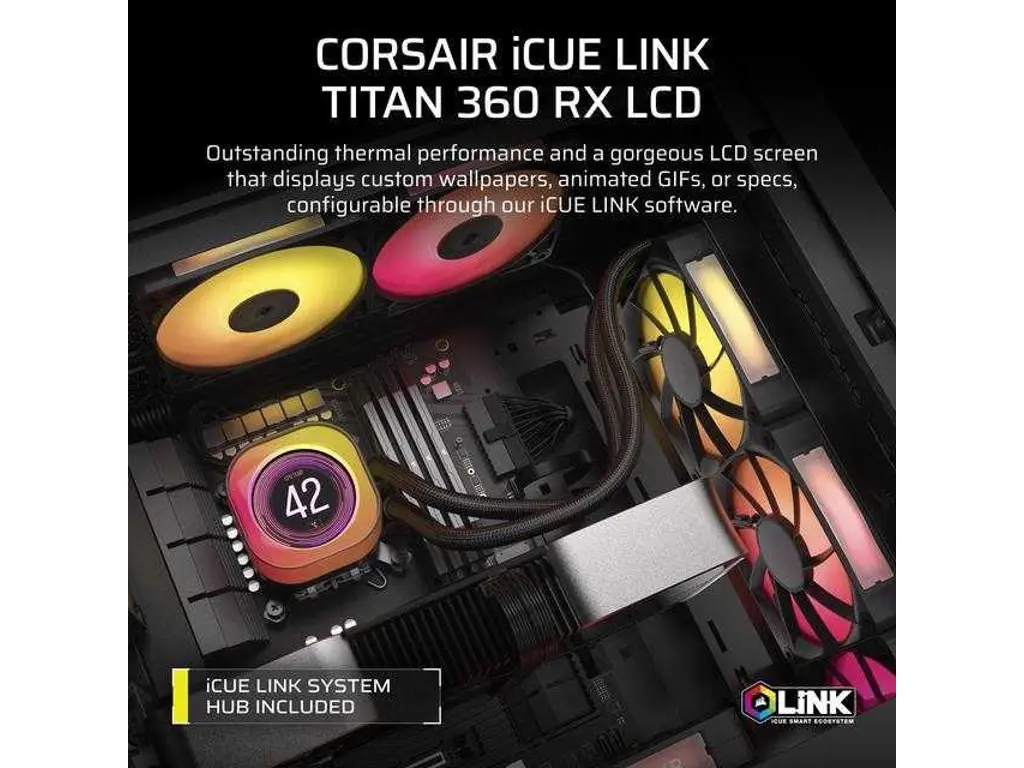 CORSAIR iCUE LINK
TITAN 360 RX LCD
Outstanding thermal performance and a gorgeous LCD screen
that displays custom wallpapers, animated GIFs, or specs,
configurable through our iCUE LINK software.
42
iCUE LINK SYSTEM
HUB INCLUDED
LiNK
iCUE SMART ECOSYSTEM